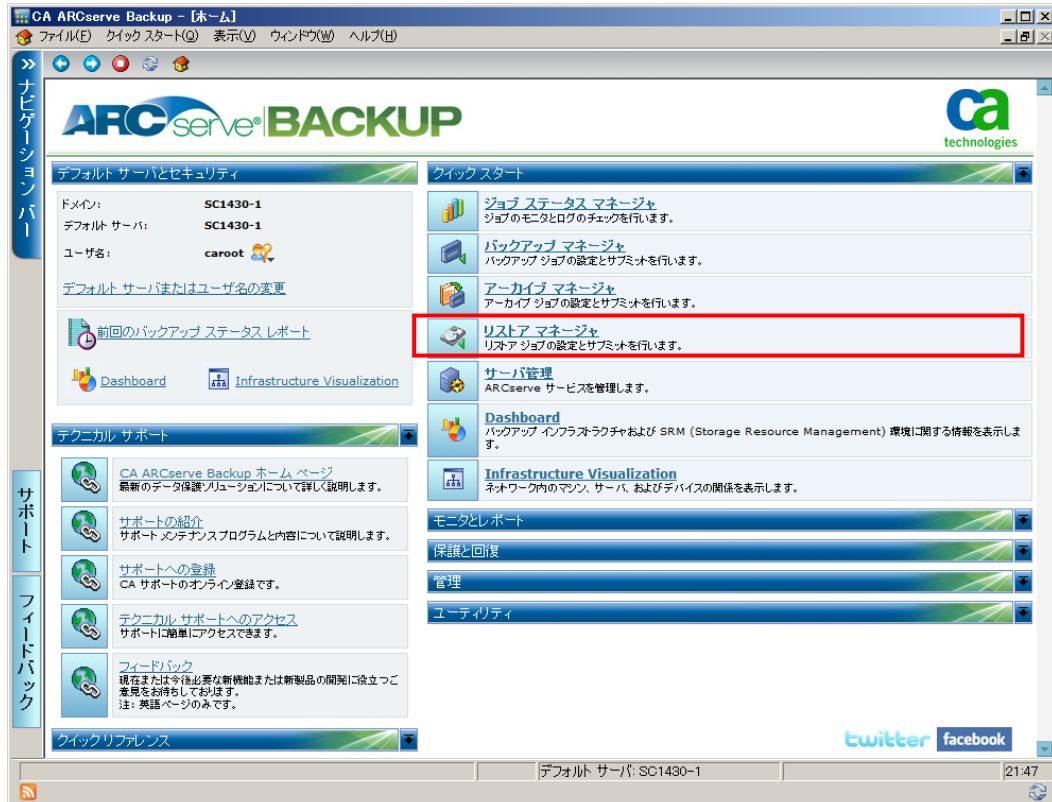 CA ARCserve Backup - [ホーム]
ファイル(F) クイック スタート(Q) 表示(V) ウィンドウ(W) ヘルプ(H)
ナビゲーション バー
サポート
フィードバック
ARCserve® BACKUP
ca
technologies
デフォルト サーバとセキュリティ
ドメイン: SC1430-1
デフォルト サーバ: SC1430-1
ユーザ名: caroot
デフォルト サーバまたはユーザ名の変更
前回のバックアップ ステータス レポート
Dashboard
Infrastructure Visualization
テクニカル サポート
CA ARCserve Backup ホーム ページ
最新のデータ保護ソリューションについて詳しく説明します。
サポートの紹介
サポート メンテナンス プログラムと内容について説明します。
サポートへの登録
CA サポートのオンライン登録です。
テクニカル サポートへのアクセス
サポートに簡単にアクセスできます。
フィードバック
現在または今後必要な新機能または新製品の開発に役立つご
意見をお待ちしております。
注: 英語ページのみです。
クイック リファレンス
クイック スタート
ジョブ ステータス マネージャ
ジョブのモニタとログのチェックを行います。
バックアップ マネージャ
バックアップ ジョブの設定とサブミットを行います。
アーカイブ マネージャ
アーカイブ ジョブの設定とサブミットを行います。
リストア マネージャ
リストア ジョブの設定とサブミットを行います。
サーバ管理
ARCserve サービスを管理します。
Dashboard
バックアップ インフラストラクチャおよび SRM (Storage Resource Management) 環境に関する情報を表示しま
す。
Infrastructure Visualization
ネットワーク内のマシン、サーバ、およびデバイスの関係を表示します。
モニタとレポート
保護と回復
管理
ユーティリティ
twitter
facebook
デフォルト サーバ: SC1430-1
21:47